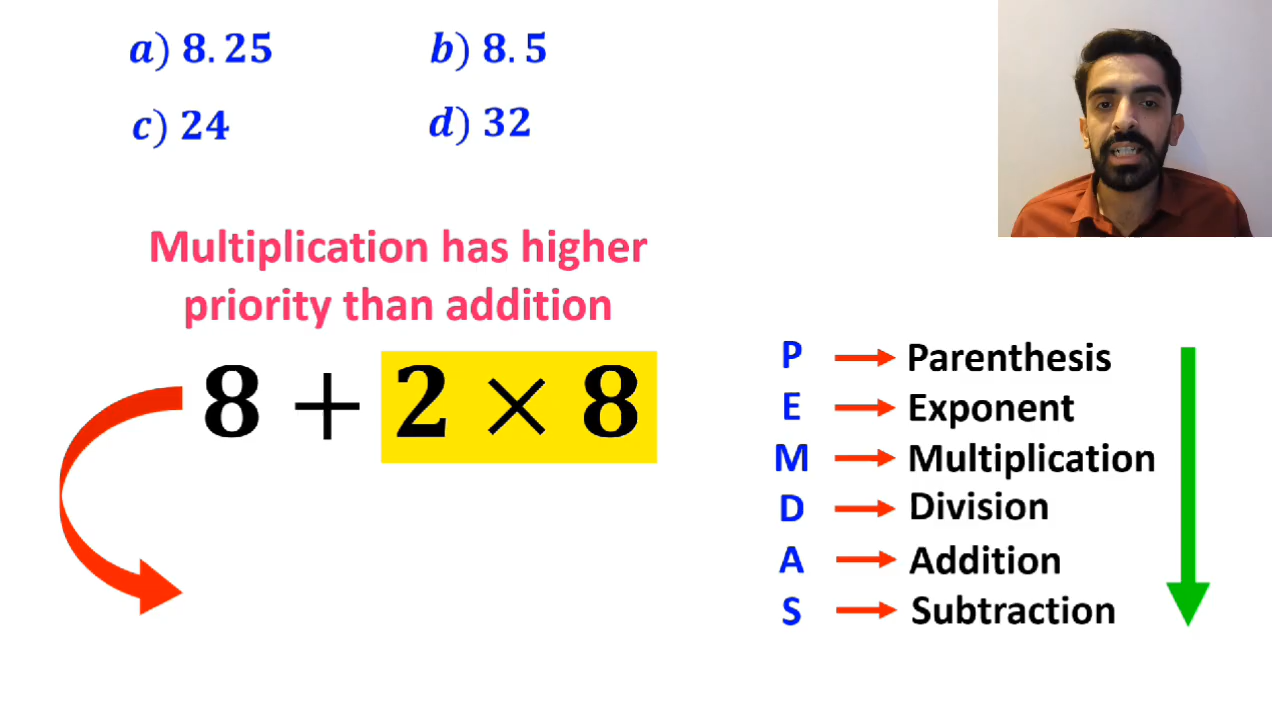 a) 8.25 b) 8.5
c) 24 d) 32
Multiplication has higher
priority than addition
8 + 2 × 8
P → Parenthesis
E → Exponent
M → Multiplication
D → Division
A → Addition
S → Subtraction